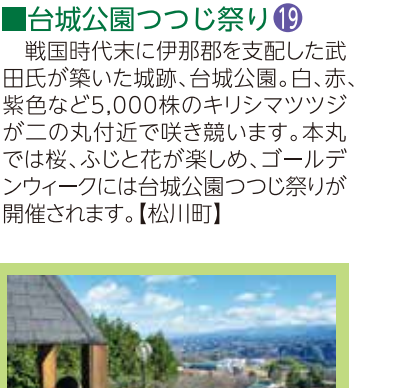 ■台城公園つつじ祭り⑲
　戦国時代末に伊那郡を支配した武
田氏が築いた城跡、台城公園。白、赤、
紫色など5,000株のキリシマツツジ
が二の丸付近で咲き競います。本丸
では桜、ふじと花が楽しめ、ゴールデ
ンウィークには台城公園つつじ祭りが
開催されます。【松川町】